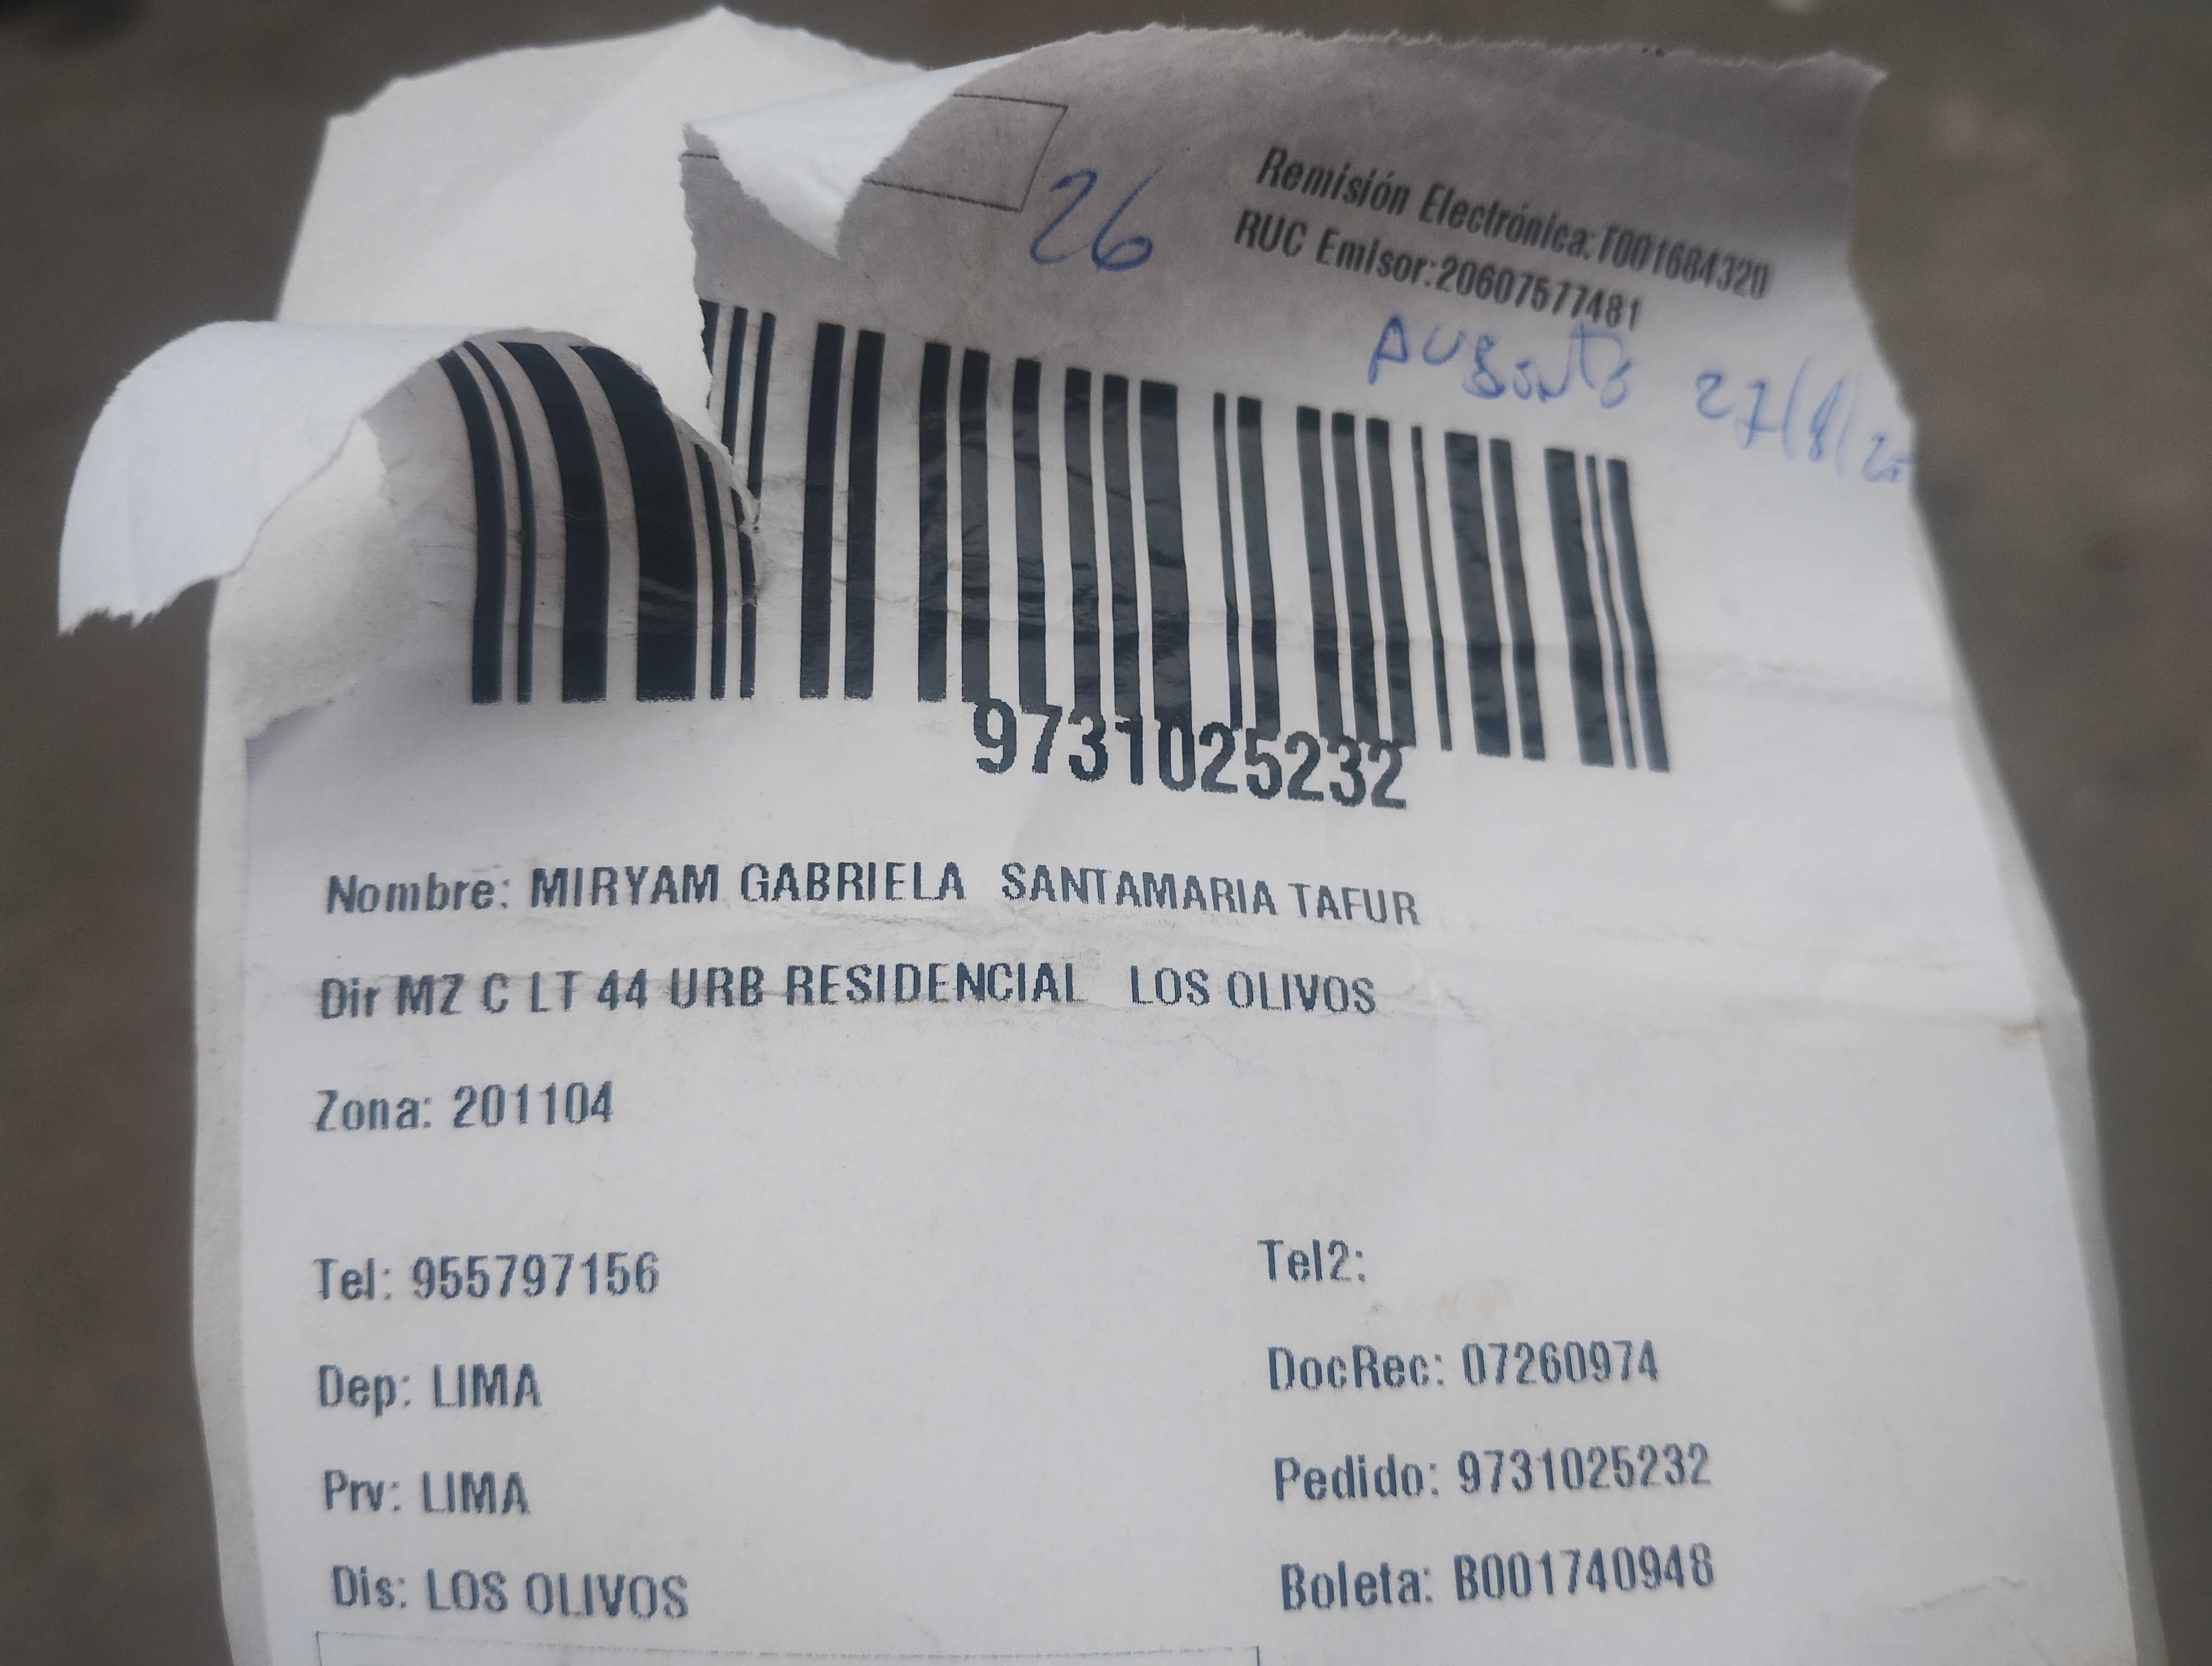 26
Remisión Electrónica:T001684320
RUC Emisor:20607577481
AUSENTE 27/8/25
9731025232
Nombre: MIRYAM GABRIELA SANTAMARIA TAFUR
Dir MZ C LT 44 URB RESIDENCIAL LOS OLIVOS
Zona: 201104
Tel: 955797156
Tel2:
Dep: LIMA
DocRec: 07260974
Prv: LIMA
Pedido: 9731025232
Dis: LOS OLIVOS
Boleta: B001740948